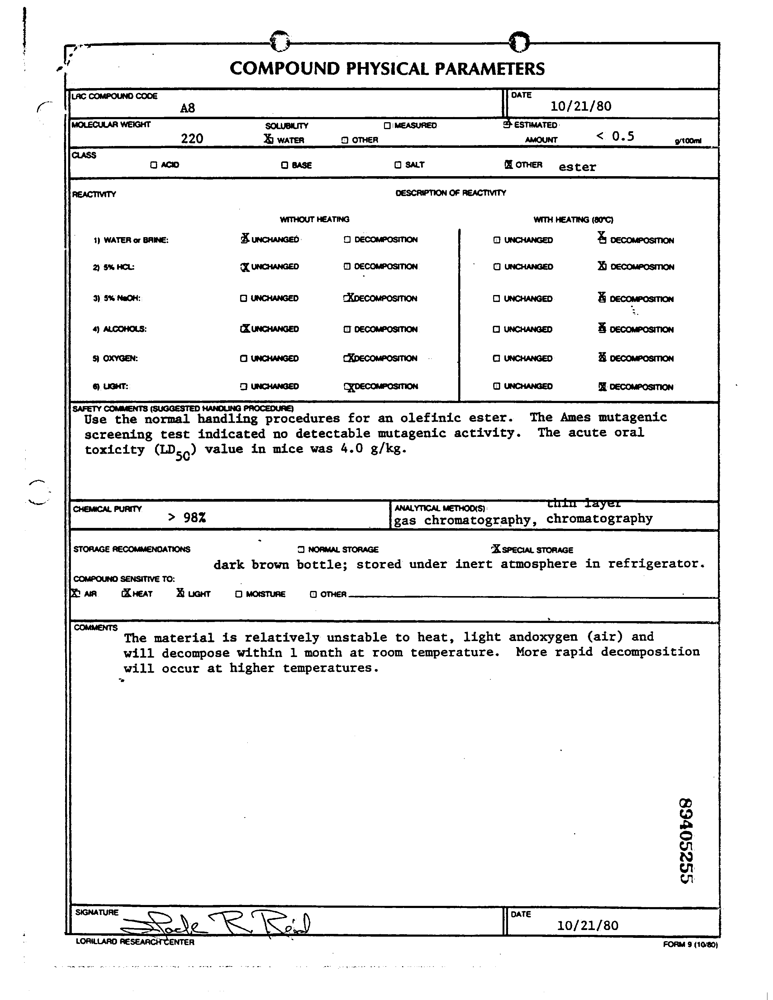 COMPOUND PHYSICAL PARAMETERS
LRC COMPOUND CODE A8 DATE 10/21/80
MOLECULAR WEIGHT 220 SOLUBILITY ☒ WATER ☐ OTHER ☐ MEASURED ☒ ESTIMATED AMOUNT < 0.5 g/100ml
CLASS ☐ ACID ☐ BASE ☐ SALT ☒ OTHER ester
REACTIVITY DESCRIPTION OF REACTIVITY
WITHOUT HEATING WITH HEATING (80°C)
1) WATER or BRINE: ☒ UNCHANGED ☐ DECOMPOSITION ☐ UNCHANGED ☒ DECOMPOSITION
2) 5% HCL: ☒ UNCHANGED ☐ DECOMPOSITION ☐ UNCHANGED ☒ DECOMPOSITION
3) 5% NaOH: ☐ UNCHANGED ☒ DECOMPOSITION ☐ UNCHANGED ☒ DECOMPOSITION
4) ALCOHOLS: ☒ UNCHANGED ☐ DECOMPOSITION ☐ UNCHANGED ☒ DECOMPOSITION
5) OXYGEN: ☐ UNCHANGED ☒ DECOMPOSITION ☐ UNCHANGED ☒ DECOMPOSITION
6) LIGHT: ☐ UNCHANGED ☒ DECOMPOSITION ☐ UNCHANGED ☒ DECOMPOSITION
SAFETY COMMENTS (SUGGESTED HANDLING PROCEDURE)
Use the normal handling procedures for an olefinic ester. The Ames mutagenic
screening test indicated no detectable mutagenic activity. The acute oral
toxicity (LD50) value in mice was 4.0 g/kg.
CHEMICAL PURITY > 98% ANALYTICAL METHOD(S) thin layer
gas chromatography, chromatography
STORAGE RECOMMENDATIONS ☐ NORMAL STORAGE ☒ SPECIAL STORAGE
dark brown bottle; stored under inert atmosphere in refrigerator.
COMPOUND SENSITIVE TO:
☒ AIR ☒ HEAT ☒ LIGHT ☐ MOISTURE ☐ OTHER
COMMENTS
The material is relatively unstable to heat, light andoxygen (air) and
will decompose within 1 month at room temperature. More rapid decomposition
will occur at higher temperatures.
89405255
SIGNATURE DATE 10/21/80
LORILLARD RESEARCH CENTER FORM 9 (10/80)